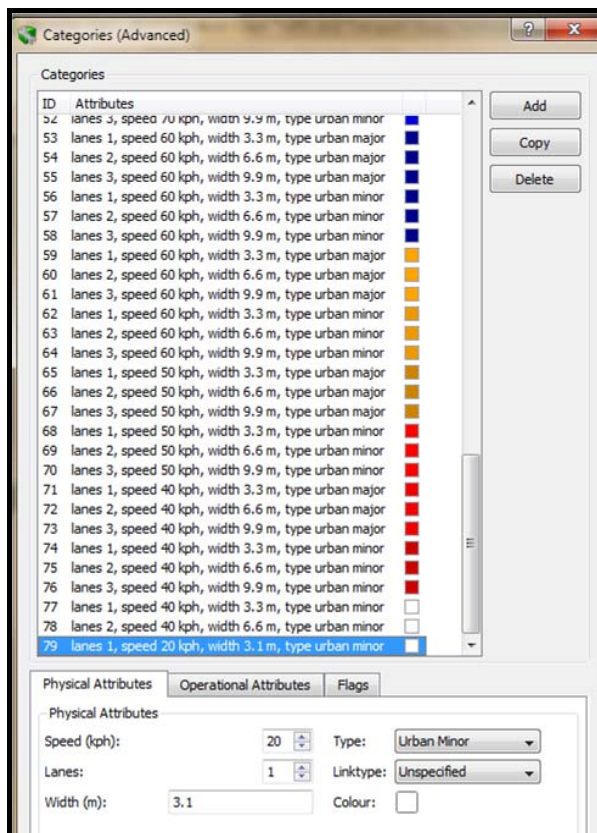 Categories (Advanced)
Categories
ID Attributes
52 lanes 3, speed 70 kph, width 9.9 m, type urban minor
53 lanes 1, speed 60 kph, width 3.3 m, type urban major
54 lanes 2, speed 60 kph, width 6.6 m, type urban major
55 lanes 3, speed 60 kph, width 9.9 m, type urban major
56 lanes 1, speed 60 kph, width 3.3 m, type urban minor
57 lanes 2, speed 60 kph, width 6.6 m, type urban minor
58 lanes 3, speed 60 kph, width 9.9 m, type urban minor
59 lanes 1, speed 60 kph, width 3.3 m, type urban major
60 lanes 2, speed 60 kph, width 6.6 m, type urban major
61 lanes 3, speed 60 kph, width 9.9 m, type urban major
62 lanes 1, speed 60 kph, width 3.3 m, type urban minor
63 lanes 2, speed 60 kph, width 6.6 m, type urban minor
64 lanes 3, speed 60 kph, width 9.9 m, type urban minor
65 lanes 1, speed 50 kph, width 3.3 m, type urban major
66 lanes 2, speed 50 kph, width 6.6 m, type urban major
67 lanes 3, speed 50 kph, width 9.9 m, type urban major
68 lanes 1, speed 50 kph, width 3.3 m, type urban minor
69 lanes 2, speed 50 kph, width 6.6 m, type urban minor
70 lanes 3, speed 50 kph, width 9.9 m, type urban minor
71 lanes 1, speed 40 kph, width 3.3 m, type urban major
72 lanes 2, speed 40 kph, width 6.6 m, type urban major
73 lanes 3, speed 40 kph, width 9.9 m, type urban major
74 lanes 1, speed 40 kph, width 3.3 m, type urban minor
75 lanes 2, speed 40 kph, width 6.6 m, type urban minor
76 lanes 3, speed 40 kph, width 9.9 m, type urban minor
77 lanes 1, speed 40 kph, width 3.3 m, type urban minor
78 lanes 2, speed 40 kph, width 6.6 m, type urban minor
79 lanes 1, speed 20 kph, width 3.1 m, type urban minor
Add
Copy
Delete
Physical Attributes Operational Attributes Flags
Physical Attributes
Speed (kph): 20 Type: Urban Minor
Lanes: 1 Linktype: Unspecified
Width (m): 3.1 Colour: